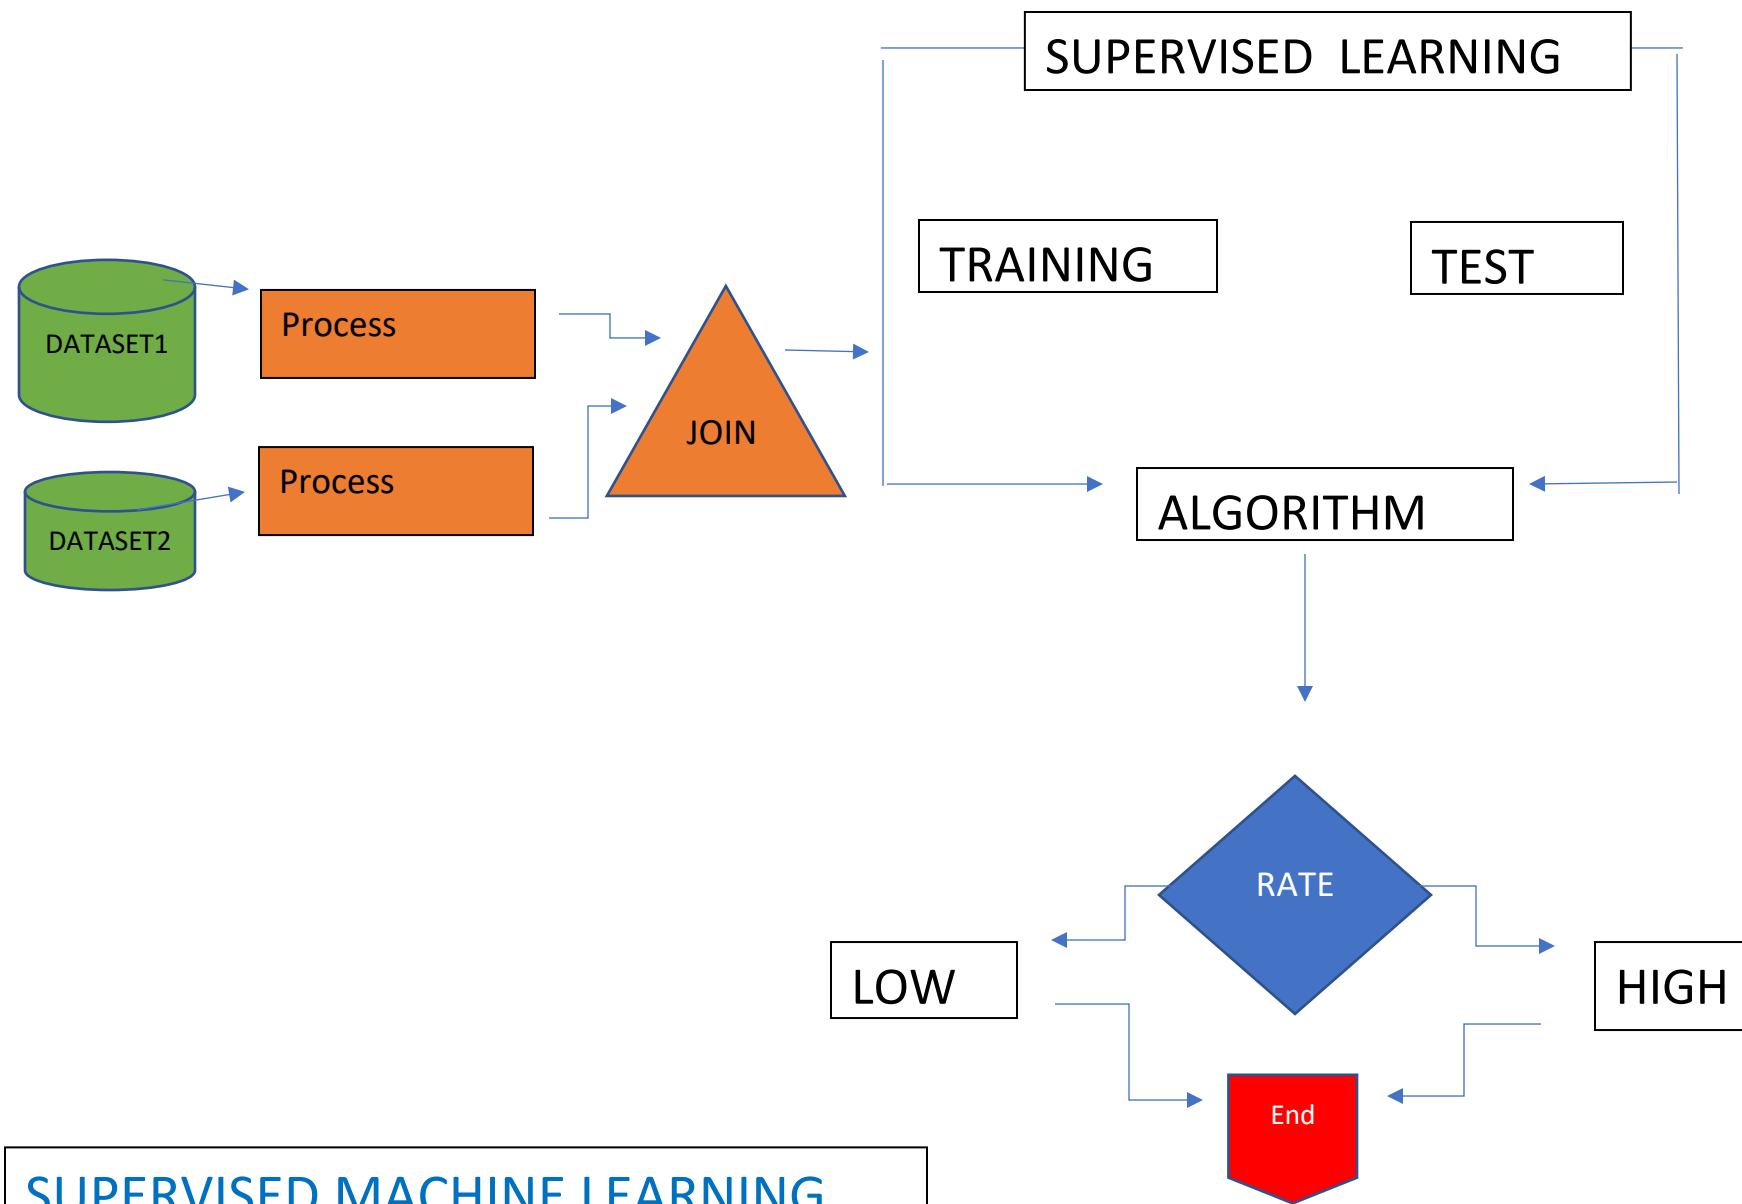 SUPERVISED LEARNING
TRAINING
TEST
DATASET1
Process
JOIN
DATASET2
Process
ALGORITHM
RATE
LOW
HIGH
End
SUPERVISED MACHINE LEARNING